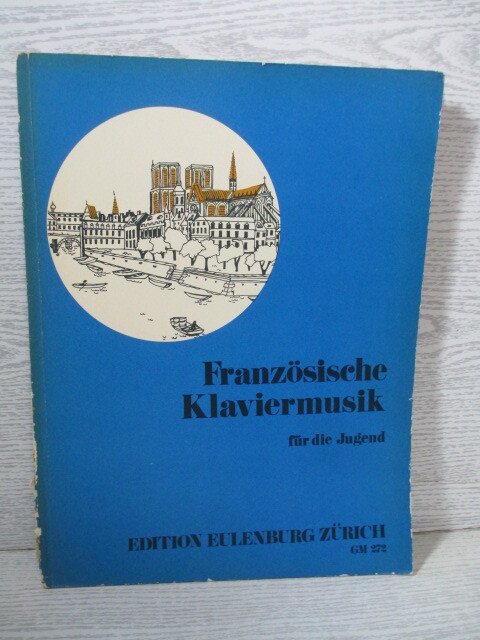 Französische
Klaviermusik
für die Jugend
EDITION EULENBURG/ZÜRICH
GM 272